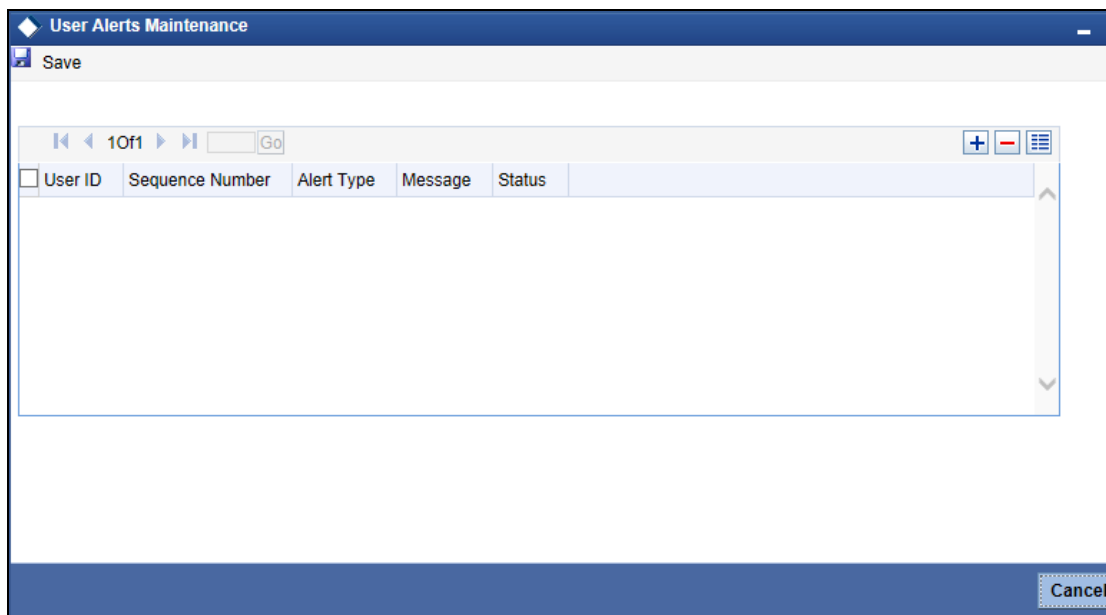 User Alerts Maintenance
Save
1Of1 Go
User ID Sequence Number Alert Type Message Status
Cancel